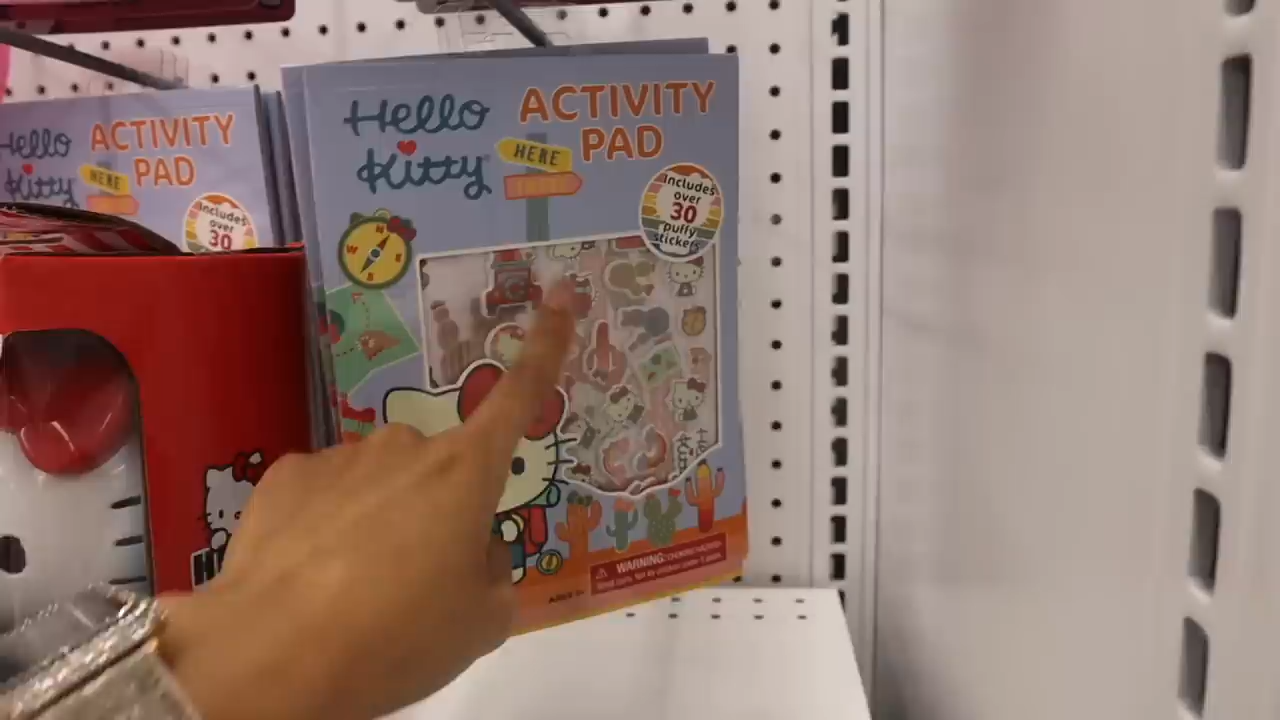 Hello
Kitty
ACTIVITY
PAD
HERE
Includes
over
30
Hello
Kitty
ACTIVITY
PAD
HERE
Includes
over
30
puffy
stickers
N
W
E
S
WARNING: